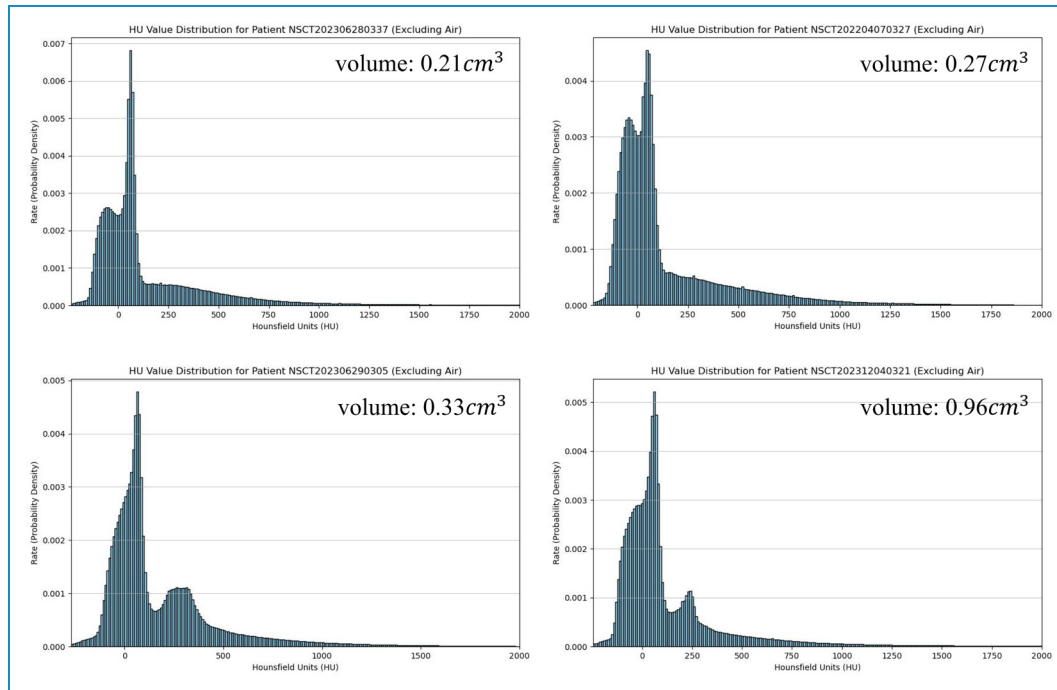 HU Value Distribution for Patient NSCT202306280337 (Excluding Air)
volume: 0.21cm³
0.007
0.006
0.005
0.004
0.003
0.002
0.001
0.000
Rate (Probability Density)
0 250 500 750 1000 1250 1500 1750 2000
Hounsfield Units (HU)
HU Value Distribution for Patient NSCT202204070327 (Excluding Air)
volume: 0.27cm³
0.004
0.003
0.002
0.001
0.000
Rate (Probability Density)
0 250 500 750 1000 1250 1500 1750 2000
Hounsfield Units (HU)
HU Value Distribution for Patient NSCT202306290305 (Excluding Air)
volume: 0.33cm³
0.005
0.004
0.003
0.002
0.001
0.000
Rate (Probability Density)
0 500 1000 1500 2000
Hounsfield Units (HU)
HU Value Distribution for Patient NSCT202312040321 (Excluding Air)
volume: 0.96cm³
0.005
0.004
0.003
0.002
0.001
0.000
Rate (Probability Density)
0 250 500 750 1000 1250 1500 1750 2000
Hounsfield Units (HU)